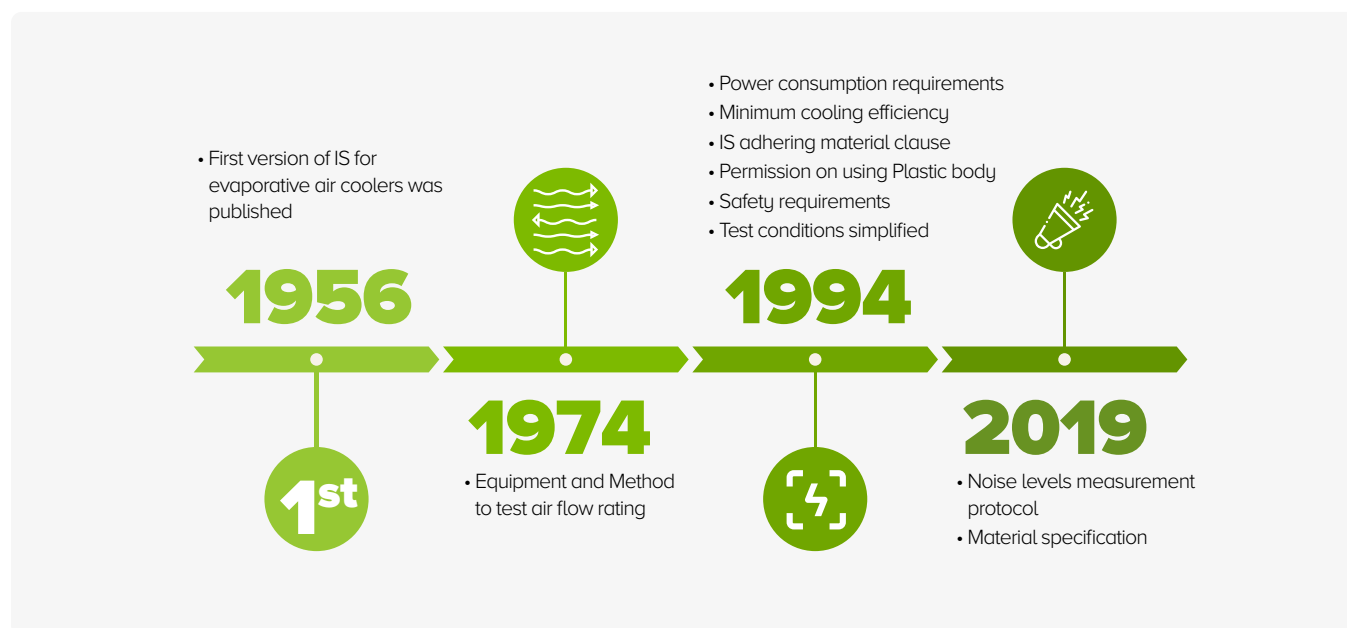 • First version of IS for
evaporative air coolers was
published
1956
1st
1974
• Equipment and Method
to test air flow rating
• Power consumption requirements
• Minimum cooling efficiency
• IS adhering material clause
• Permission on using Plastic body
• Safety requirements
• Test conditions simplified
1994
2019
• Noise levels measurement
protocol
• Material specification